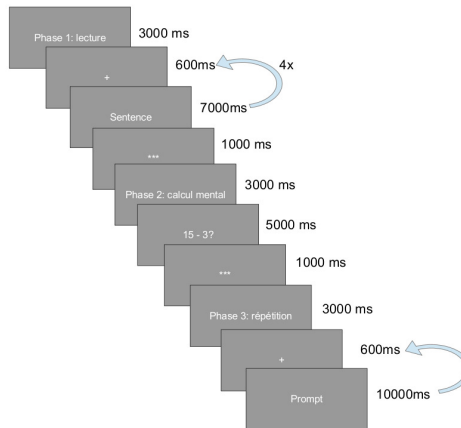 Phase 1: lecture 3000 ms
+ 600ms 4x
Sentence 7000ms
*** 1000 ms
Phase 2: calcul mental 3000 ms
15 - 3? 5000 ms
*** 1000 ms
Phase 3: répétition 3000 ms
+ 600ms
Prompt 10000ms